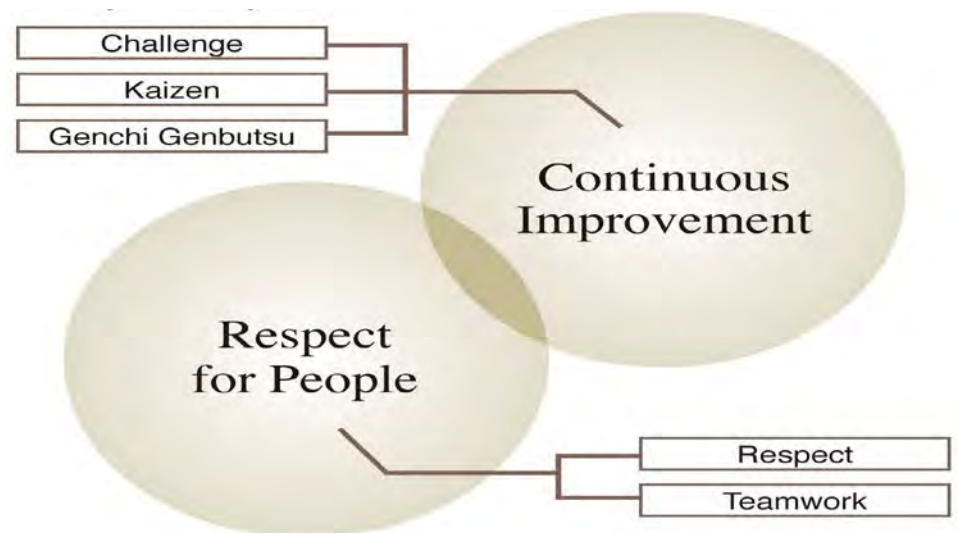 Challenge
Kaizen
Genchi Genbutsu
Continuous
Improvement
Respect
for People
Respect
Teamwork